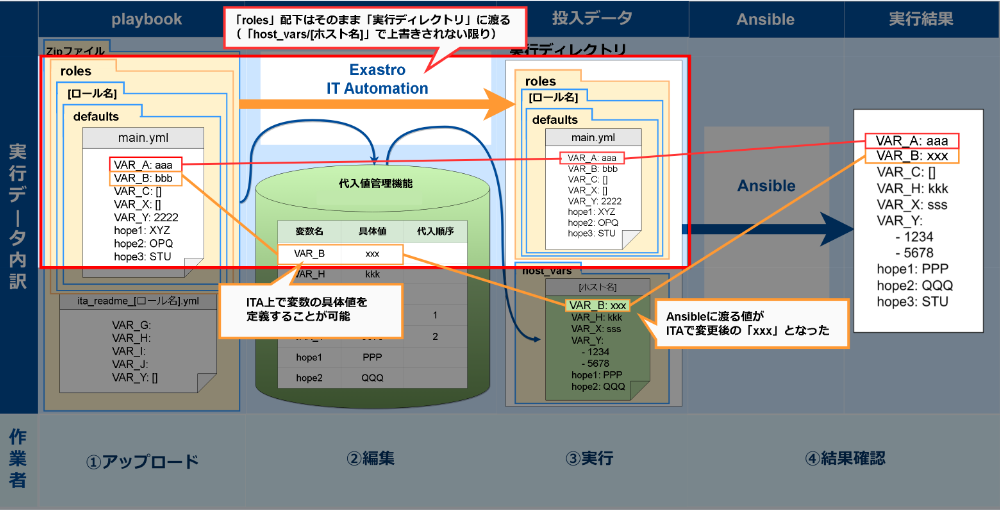 playbook
投入データ
Ansible
実行結果
「roles」配下はそのまま「実行ディレクトリ」に渡る
(「host_vars/[ホスト名]」で上書きされない限り)
実行データ内訳
Zipファイル
roles
[ロール名]
defaults
main.yml
VAR_A: aaa
VAR_B: bbb
VAR_C: []
VAR_X: []
VAR_Y: 2222
hope1: XYZ
hope2: OPQ
hope3: STU
ita_readme_[ロール名].yml
VAR_G:
VAR_H:
VAR_I:
VAR_J:
VAR_Y: []
Exastro
IT Automation
代入値管理機能
変数名 具体値 代入順序
VAR_B xxx
VAR_H kkk
1
2
hope1 PPP
hope2 QQQ
ITA上で変数の具体値を
定義することが可能
実行ディレクトリ
roles
[ロール名]
defaults
main.yml
VAR_A: aaa
VAR_B: bbb
VAR_C: []
VAR_X: []
VAR_Y: 2222
hope1: XYZ
hope2: OPQ
hope3: STU
host_vars
[ホスト名]
VAR_B: xxx
VAR_H: kkk
VAR_X: sss
VAR_Y:
- 1234
- 5678
hope1: PPP
hope2: QQQ
Ansibleに渡る値が
ITAで変更後の「xxx」となった
Ansible
VAR_A: aaa
VAR_B: xxx
VAR_C: []
VAR_H: kkk
VAR_X: sss
VAR_Y:
- 1234
- 5678
hope1: PPP
hope2: QQQ
hope3: STU
作業者
①アップロード
②編集
③実行
④結果確認